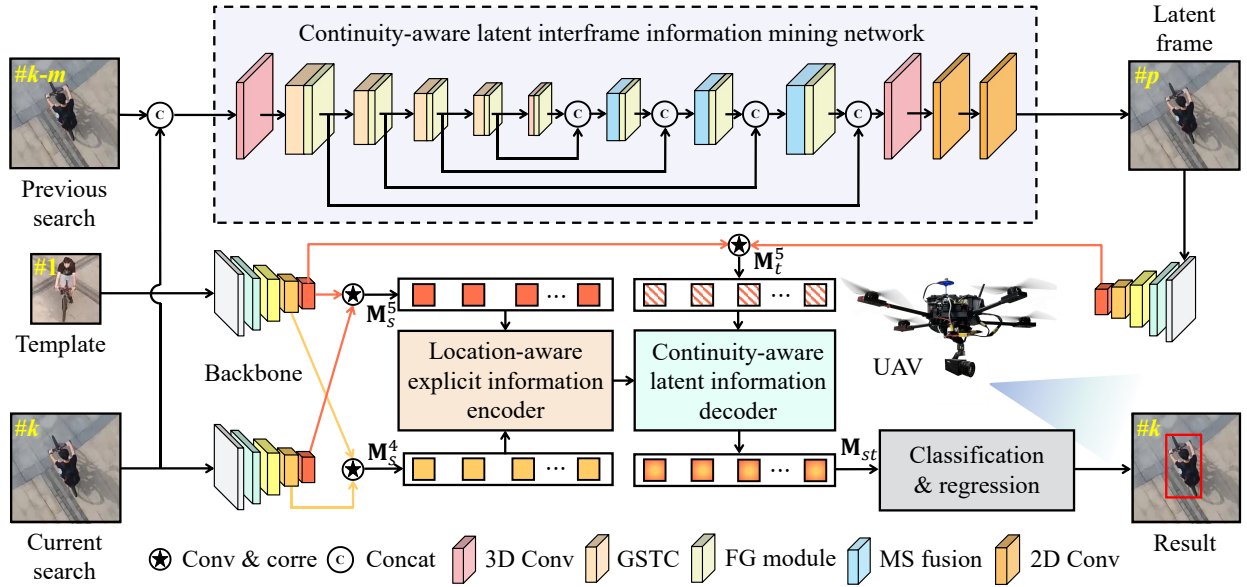 Continuity-aware latent interframe information mining network
Latent
frame
#k-m
#p
C
C
C
C
C
Previous
search
#1
Template
Backbone
M_s^5
M_t^5
Location-aware
explicit information
encoder
Continuity-aware
latent information
decoder
UAV
#k
M_s^4
M_st
Classification
& regression
#k
Current
search
Result
Conv & corre
C
Concat
3D Conv
GSTC
FG module
MS fusion
2D Conv